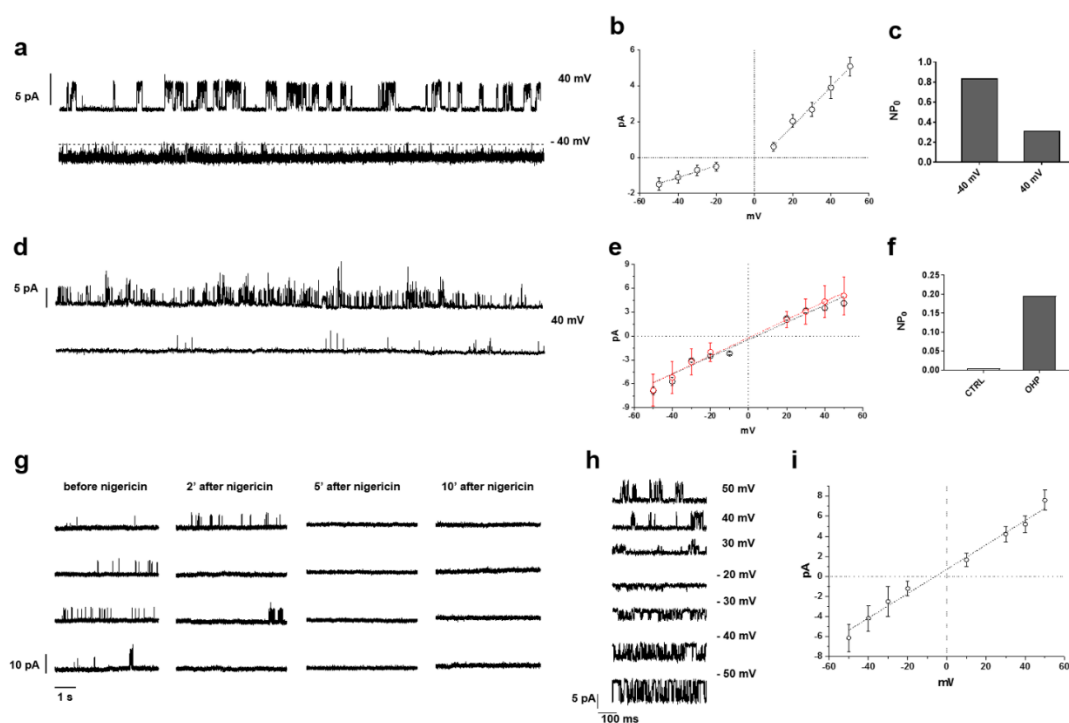 a
5 pA
40 mV
- 40 mV
b
pA
6
4
2
0
-2
-60 -40 -20 0 20 40 60
mV
c
NP0
1.0
0.8
0.6
0.4
0.2
0.0
-40 mV
40 mV
d
5 pA
40 mV
e
pA
9
6
3
0
-3
-6
-9
-60 -40 -20 0 20 40 60
mV
f
NP0
0.25
0.20
0.15
0.10
0.05
0.00
CTRL
OHP
g
before nigericin 2' after nigericin 5' after nigericin 10' after nigericin
10 pA
1 s
h
50 mV
40 mV
30 mV
- 20 mV
- 30 mV
- 40 mV
- 50 mV
5 pA
100 ms
i
pA
8
6
4
2
0
-2
-4
-6
-8
-60 -40 -20 0 20 40 60
mV